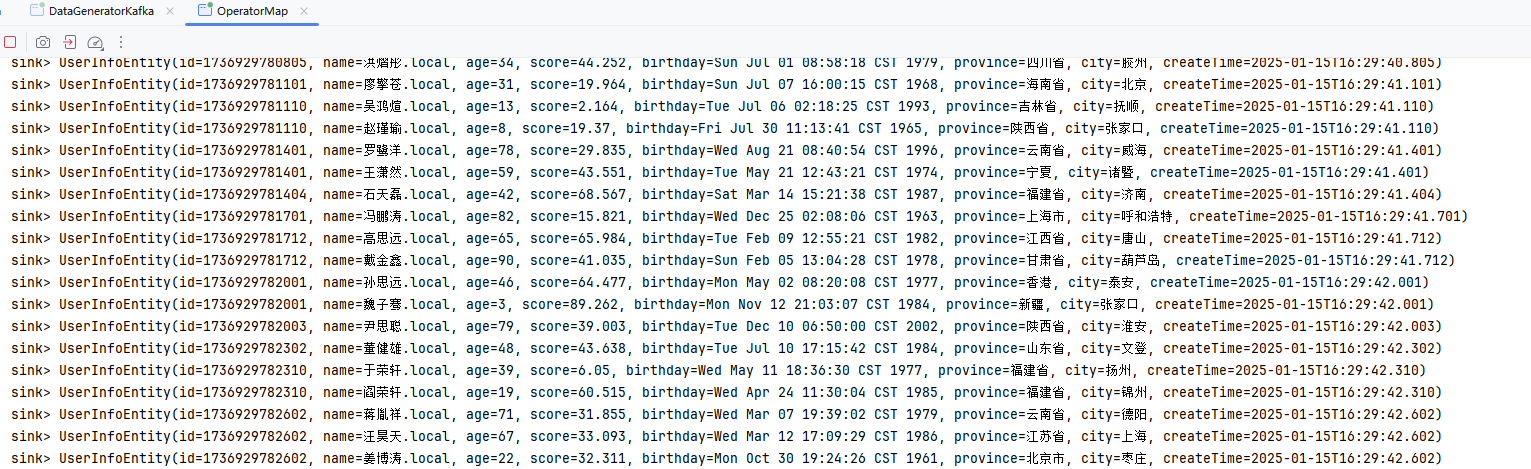 DataGeneratorKafka OperatorMap
sink> UserInfoEntity(id=1736929780805, name=洪熠彤.local, age=34, score=44.252, birthday=Sun Jul 01 08:58:18 CST 1979, province=四川省, city=胶州, createTime=2025-01-15T16:29:40.805)
sink> UserInfoEntity(id=1736929781101, name=廖擎苍.local, age=31, score=19.964, birthday=Sun Jul 07 16:00:15 CST 1968, province=海南省, city=北京, createTime=2025-01-15T16:29:41.101)
sink> UserInfoEntity(id=1736929781110, name=吴鸿煊.local, age=13, score=2.164, birthday=Tue Jul 06 02:18:25 CST 1993, province=吉林省, city=抚顺, createTime=2025-01-15T16:29:41.110)
sink> UserInfoEntity(id=1736929781110, name=赵瑾瑜.local, age=8, score=19.37, birthday=Fri Jul 30 11:13:41 CST 1965, province=陕西省, city=张家口, createTime=2025-01-15T16:29:41.110)
sink> UserInfoEntity(id=1736929781401, name=罗鹭洋.local, age=78, score=29.835, birthday=Wed Aug 21 08:40:54 CST 1996, province=云南省, city=威海, createTime=2025-01-15T16:29:41.401)
sink> UserInfoEntity(id=1736929781401, name=王潇然.local, age=59, score=43.551, birthday=Tue May 21 12:43:21 CST 1974, province=宁夏, city=诸暨, createTime=2025-01-15T16:29:41.401)
sink> UserInfoEntity(id=1736929781404, name=石天磊.local, age=42, score=68.567, birthday=Sat Mar 14 15:21:38 CST 1987, province=福建省, city=济南, createTime=2025-01-15T16:29:41.404)
sink> UserInfoEntity(id=1736929781701, name=冯鹏涛.local, age=82, score=15.821, birthday=Wed Dec 25 02:08:06 CST 1963, province=上海市, city=呼和浩特, createTime=2025-01-15T16:29:41.701)
sink> UserInfoEntity(id=1736929781712, name=高思远.local, age=65, score=65.984, birthday=Tue Feb 09 12:55:21 CST 1982, province=江西省, city=唐山, createTime=2025-01-15T16:29:41.712)
sink> UserInfoEntity(id=1736929781712, name=戴金鑫.local, age=90, score=41.035, birthday=Sun Feb 05 13:04:28 CST 1978, province=甘肃省, city=葫芦岛, createTime=2025-01-15T16:29:41.712)
sink> UserInfoEntity(id=1736929782001, name=孙思远.local, age=46, score=64.477, birthday=Mon May 02 08:20:08 CST 1977, province=香港, city=泰安, createTime=2025-01-15T16:29:42.001)
sink> UserInfoEntity(id=1736929782001, name=魏子骞.local, age=3, score=89.262, birthday=Mon Nov 12 21:03:07 CST 1984, province=新疆, city=张家口, createTime=2025-01-15T16:29:42.001)
sink> UserInfoEntity(id=1736929782003, name=尹思聪.local, age=79, score=39.003, birthday=Tue Dec 10 06:50:00 CST 2002, province=陕西省, city=淮安, createTime=2025-01-15T16:29:42.003)
sink> UserInfoEntity(id=1736929782302, name=董健雄.local, age=48, score=43.638, birthday=Tue Jul 10 17:15:42 CST 1984, province=山东省, city=文登, createTime=2025-01-15T16:29:42.302)
sink> UserInfoEntity(id=1736929782310, name=于荣轩.local, age=39, score=6.05, birthday=Wed May 11 18:36:30 CST 1977, province=福建省, city=扬州, createTime=2025-01-15T16:29:42.310)
sink> UserInfoEntity(id=1736929782310, name=阎荣轩.local, age=19, score=60.515, birthday=Wed Apr 24 11:30:04 CST 1985, province=福建省, city=锦州, createTime=2025-01-15T16:29:42.310)
sink> UserInfoEntity(id=1736929782602, name=蒋胤祥.local, age=71, score=31.855, birthday=Wed Mar 07 19:39:02 CST 1979, province=云南省, city=德阳, createTime=2025-01-15T16:29:42.602)
sink> UserInfoEntity(id=1736929782602, name=汪昊天.local, age=67, score=33.093, birthday=Wed Mar 12 17:09:29 CST 1986, province=江苏省, city=上海, createTime=2025-01-15T16:29:42.602)
sink> UserInfoEntity(id=1736929782602, name=姜博涛.local, age=22, score=32.311, birthday=Mon Oct 30 19:24:26 CST 1961, province=北京市, city=枣庄, createTime=2025-01-15T16:29:42.602)